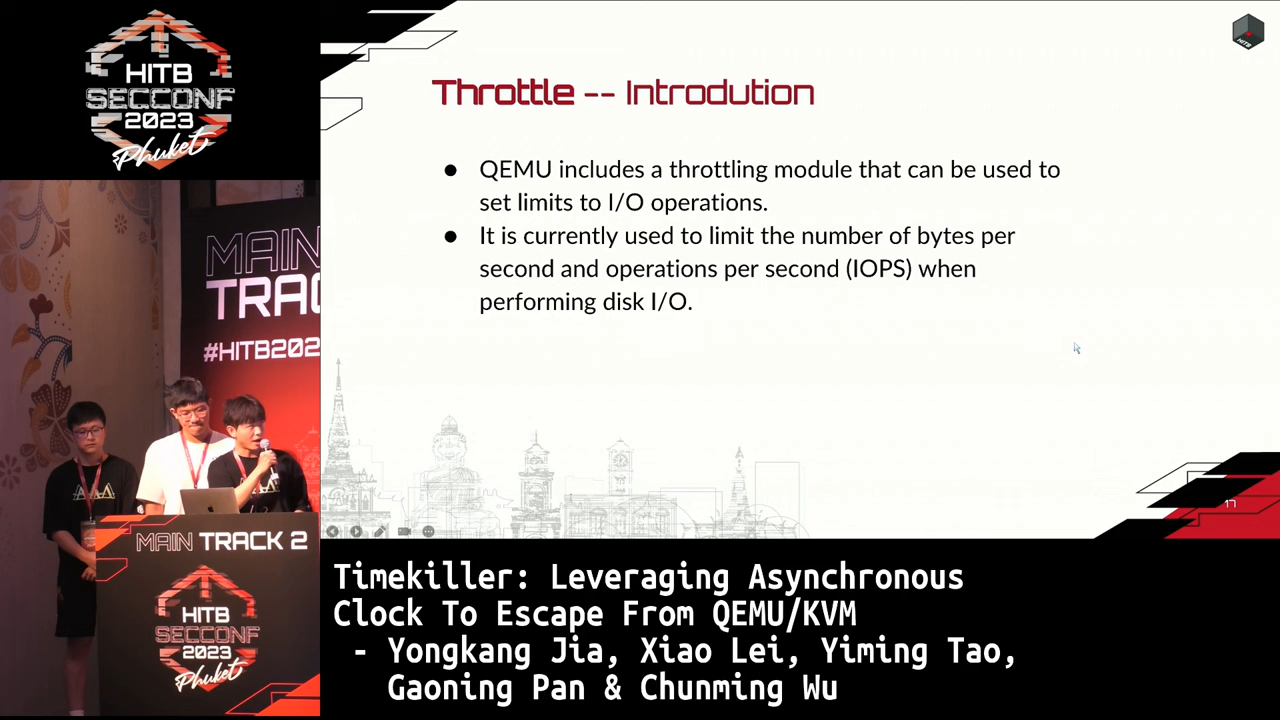 HITB
SECCONF
2023
Phuket
HITB
Throttle -- Introdution
● QEMU includes a throttling module that can be used to
set limits to I/O operations.
● It is currently used to limit the number of bytes per
second and operations per second (IOPS) when
performing disk I/O.
17
MAIN
TRAC
#HITB202
MAIN TRACK 2
HITB
SECCONF
2023
Phuket
Timekiller: Leveraging Asynchronous
Clock To Escape From QEMU/KVM
- Yongkang Jia, Xiao Lei, Yiming Tao,
Gaoning Pan & Chunming Wu